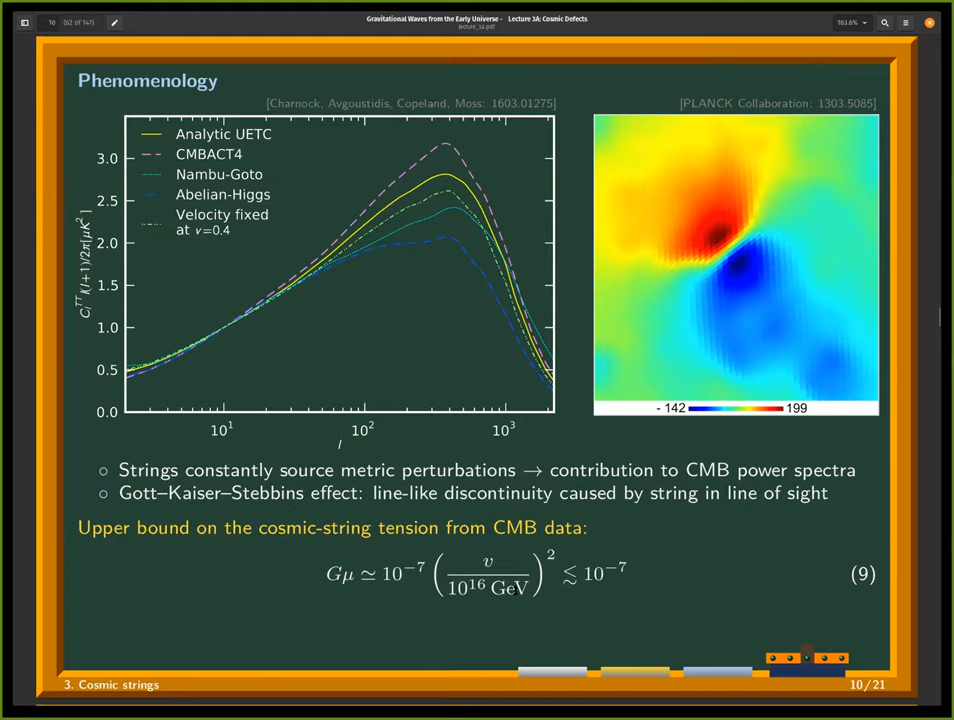 Gravitational Waves from the Early Universe - Lecture 3A: Cosmic Defects
lecture_3a.pdf
10 (62 of 147)
183.6%
Phenomenology
[Charnock, Avgoustidis, Copeland, Moss: 1603.01275]
[PLANCK Collaboration: 1303.5085]
Analytic UETC
CMBACT4
Nambu-Goto
Abelian-Higgs
Velocity fixed
at v=0.4
C_l^{TT} l(l+1)/2π[μK²]
3.0
2.5
2.0
1.5
1.0
0.5
0.0
10¹ 10² 10³
l
-142 199
○ Strings constantly source metric perturbations → contribution to CMB power spectra
○ Gott–Kaiser–Stebbins effect: line-like discontinuity caused by string in line of sight
Upper bound on the cosmic-string tension from CMB data:
Gμ ≃ 10⁻⁷ (v / 10¹⁶ GeV)² ≲ 10⁻⁷ (9)
3. Cosmic strings
10/21